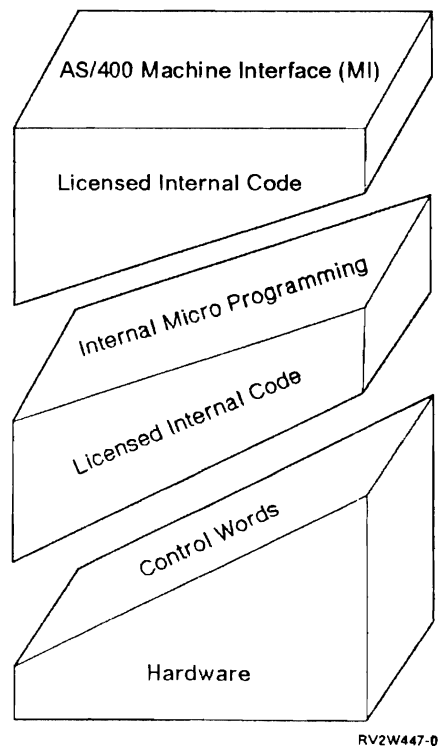 AS/400 Machine Interface (MI)
Licensed Internal Code
Internal Micro Programming
Licensed Internal Code
Control Words
Hardware
RV2W447-0